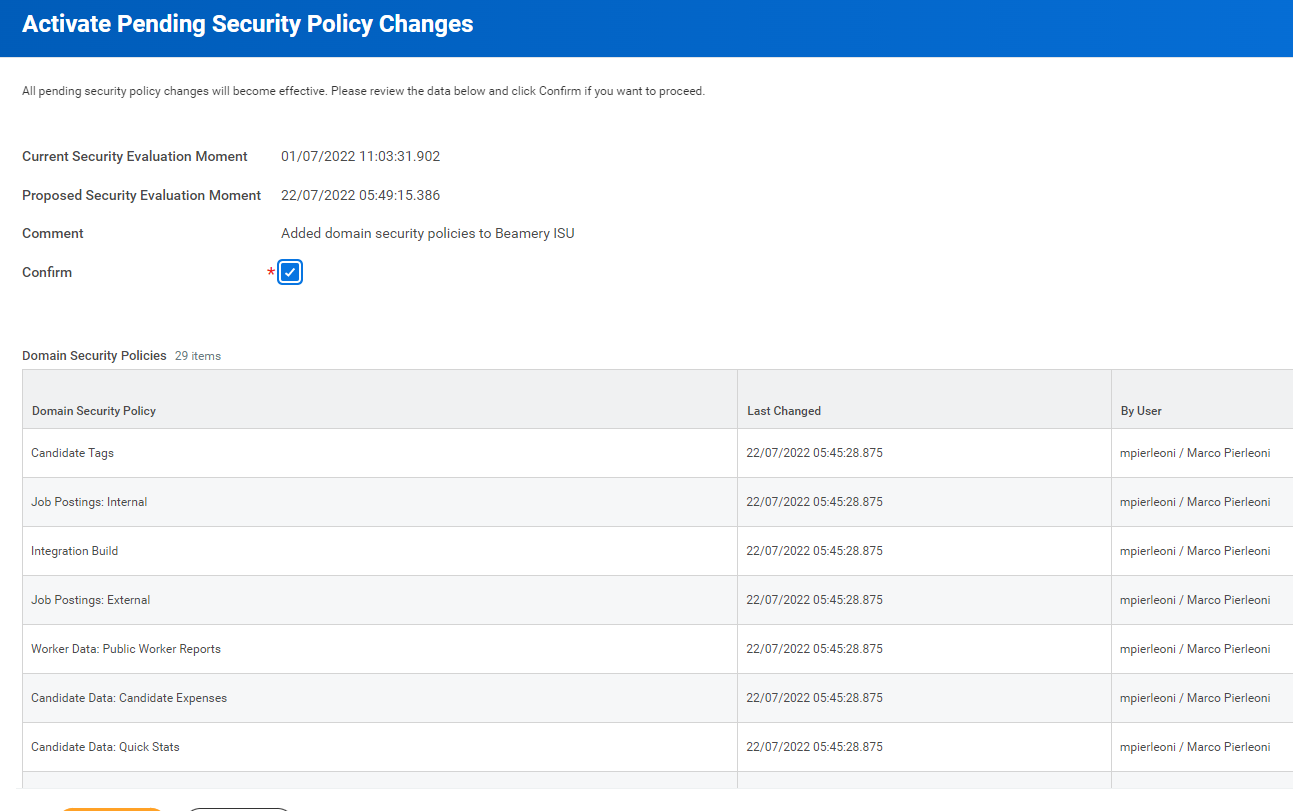 Activate Pending Security Policy Changes
All pending security policy changes will become effective. Please review the data below and click Confirm if you want to proceed.
Current Security Evaluation Moment 01/07/2022 11:03:31.902
Proposed Security Evaluation Moment 22/07/2022 05:49:15.386
Comment Added domain security policies to Beamery ISU
Confirm *
Domain Security Policies 29 items
Domain Security Policy Last Changed By User
Candidate Tags 22/07/2022 05:45:28.875 mpierleoni / Marco Pierleoni
Job Postings: Internal 22/07/2022 05:45:28.875 mpierleoni / Marco Pierleoni
Integration Build 22/07/2022 05:45:28.875 mpierleoni / Marco Pierleoni
Job Postings: External 22/07/2022 05:45:28.875 mpierleoni / Marco Pierleoni
Worker Data: Public Worker Reports 22/07/2022 05:45:28.875 mpierleoni / Marco Pierleoni
Candidate Data: Candidate Expenses 22/07/2022 05:45:28.875 mpierleoni / Marco Pierleoni
Candidate Data: Quick Stats 22/07/2022 05:45:28.875 mpierleoni / Marco Pierleoni